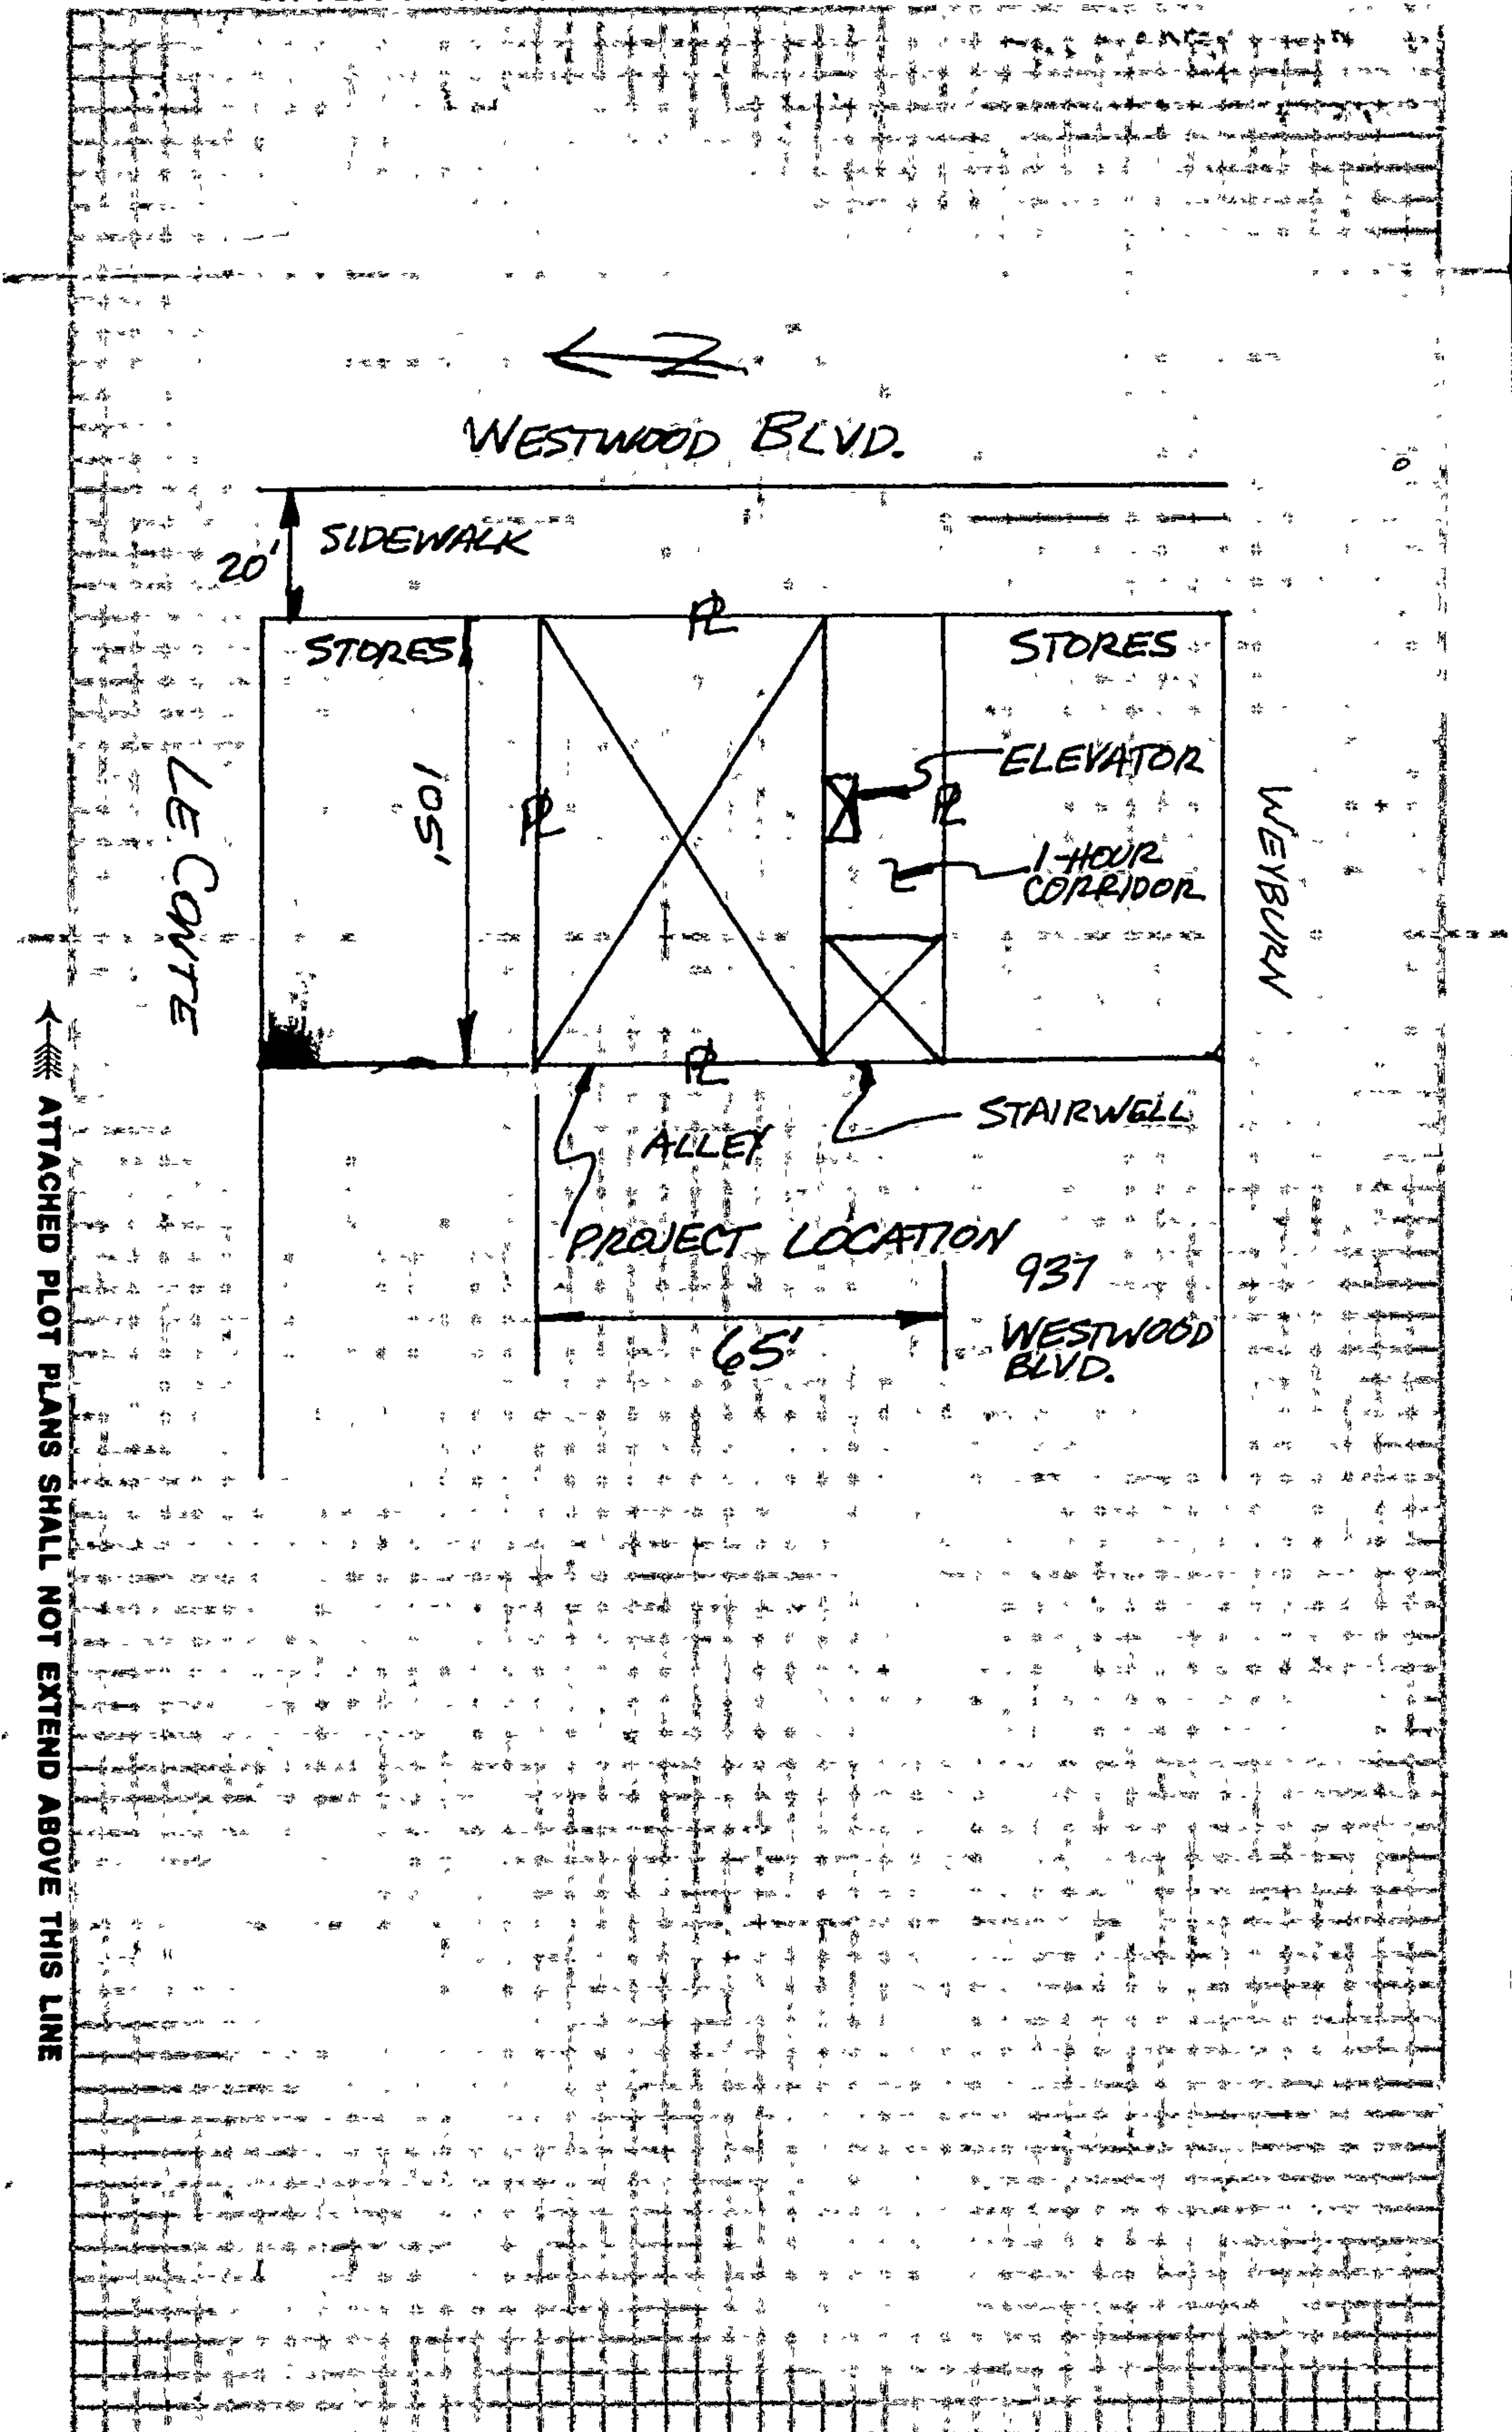 N
WESTWOOD BLVD.
SIDEWALK
20'
PL
STORES
STORES
ELEVATOR
105'
PL
PL
1-HOUR
CORRIDOR
LE CONTE
WEYBURN
PL
STAIRWELL
ALLEY
PROJECT LOCATION
937
WESTWOOD
BLVD.
65'
ATTACHED PLOT PLANS SHALL NOT EXTEND ABOVE THIS LINE